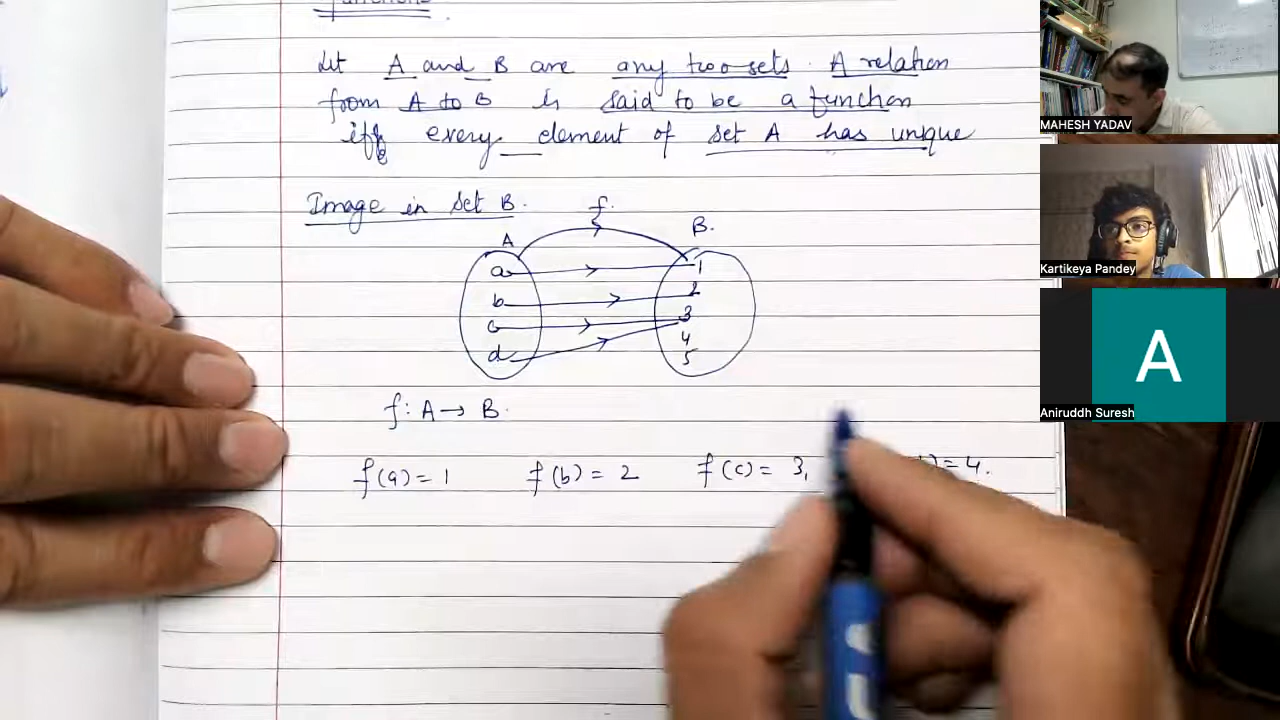 Functions
Let A and B are any two sets. A relation
from A to B is said to be a function
iff every element of set A has unique
Image in set B.
f.
A
B.
a
1
b
2
c
3
d
4
5
f: A → B.
f(a) = 1 f(b) = 2 f(c) = 3, = 4.
MAHESH YADAV
Kartikeya Pandey
A
Aniruddh Suresh